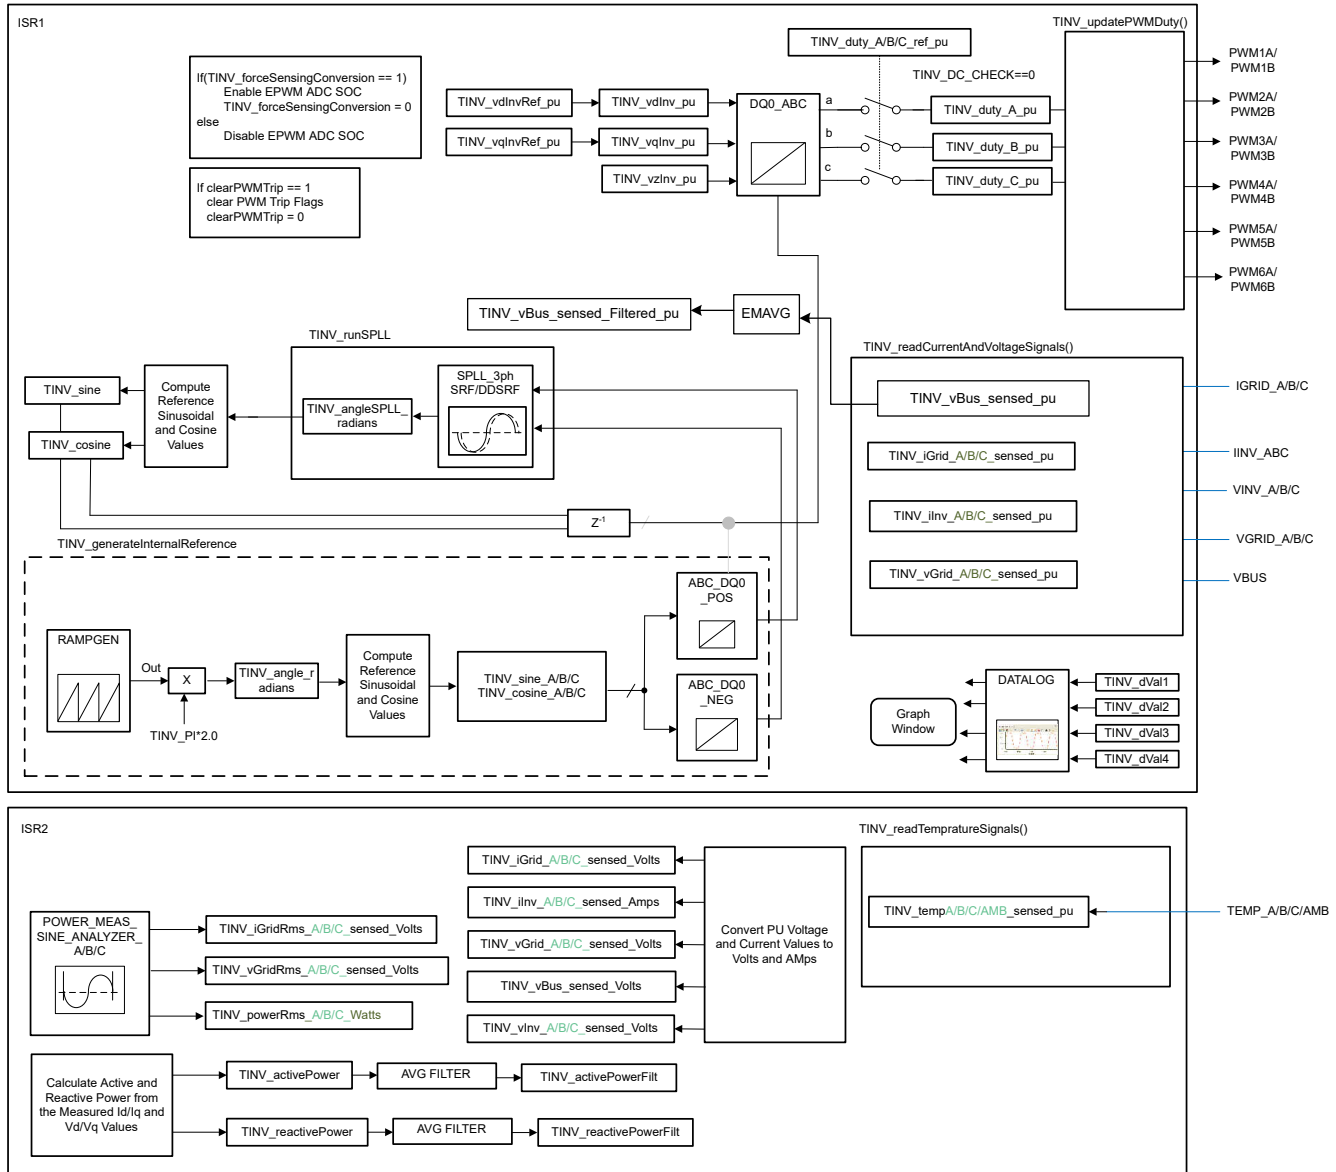 ISR1
If(TINV_forceSensingConversion == 1)
Enable EPWM ADC SOC
TINV_forceSensingConversion = 0
else
Disable EPWM ADC SOC
If clearPWMTrip == 1
clear PWM Trip Flags
clearPWMTrip = 0
TINV_duty_A/B/C_ref_pu
TINV_DC_CHECK==0
TINV_updatePWMDuty()
TINV_vdInvRef_pu
TINV_vdInv_pu
TINV_vqInvRef_pu
TINV_vqInv_pu
TINV_vzInv_pu
DQ0_ABC
a
b
c
TINV_duty_A_pu
TINV_duty_B_pu
TINV_duty_C_pu
PWM1A/
PWM1B
PWM2A/
PWM2B
PWM3A/
PWM3B
PWM4A/
PWM4B
PWM5A/
PWM5B
PWM6A/
PWM6B
TINV_vBus_sensed_Filtered_pu
EMAVG
TINV_runSPLL
SPLL_3ph
SRF/DDSRF
TINV_angleSPLL_
radians
Compute
Reference
Sinusoidal
and Cosine
Values
TINV_sine
TINV_cosine
Z-1
TINV_readCurrentAndVoltageSignals()
TINV_vBus_sensed_pu
TINV_iGrid_A/B/C_sensed_pu
TINV_iInv_A/B/C_sensed_pu
TINV_vGrid_A/B/C_sensed_pu
IGRID_A/B/C
IINV_ABC
VINV_A/B/C
VGRID_A/B/C
VBUS
TINV_generateInternalReference
RAMPGEN
Out
X
TINV_PI*2.0
TINV_angle_r
adians
Compute
Reference
Sinusoidal
and Cosine
Values
TINV_sine_A/B/C
TINV_cosine_A/B/C
ABC_DQ0
_POS
ABC_DQ0
_NEG
Graph
Window
DATALOG
TINV_dVal1
TINV_dVal2
TINV_dVal3
TINV_dVal4
ISR2
POWER_MEAS_
SINE_ANALYZER_
A/B/C
TINV_iGridRms_A/B/C_sensed_Volts
TINV_vGridRms_A/B/C_sensed_Volts
TINV_powerRms_A/B/C_Watts
TINV_iGrid_A/B/C_sensed_Volts
TINV_iInv_A/B/C_sensed_Amps
TINV_vGrid_A/B/C_sensed_Volts
TINV_vBus_sensed_Volts
TINV_vInv_A/B/C_sensed_Volts
Convert PU Voltage
and Current Values to
Volts and AMps
TINV_readTempratureSignals()
TINV_tempA/B/C/AMB_sensed_pu
TEMP_A/B/C/AMB
Calculate Active and
Reactive Power from
the Measured Id/Iq and
Vd/Vq Values
TINV_activePower
AVG FILTER
TINV_activePowerFilt
TINV_reactivePower
AVG FILTER
TINV_reactivePowerFilt